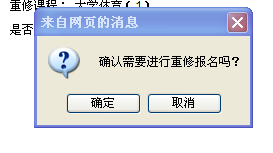 重修课程： 大学体育(1)
是否
来自网页的消息
确认需要进行重修报名吗？
确定
取消